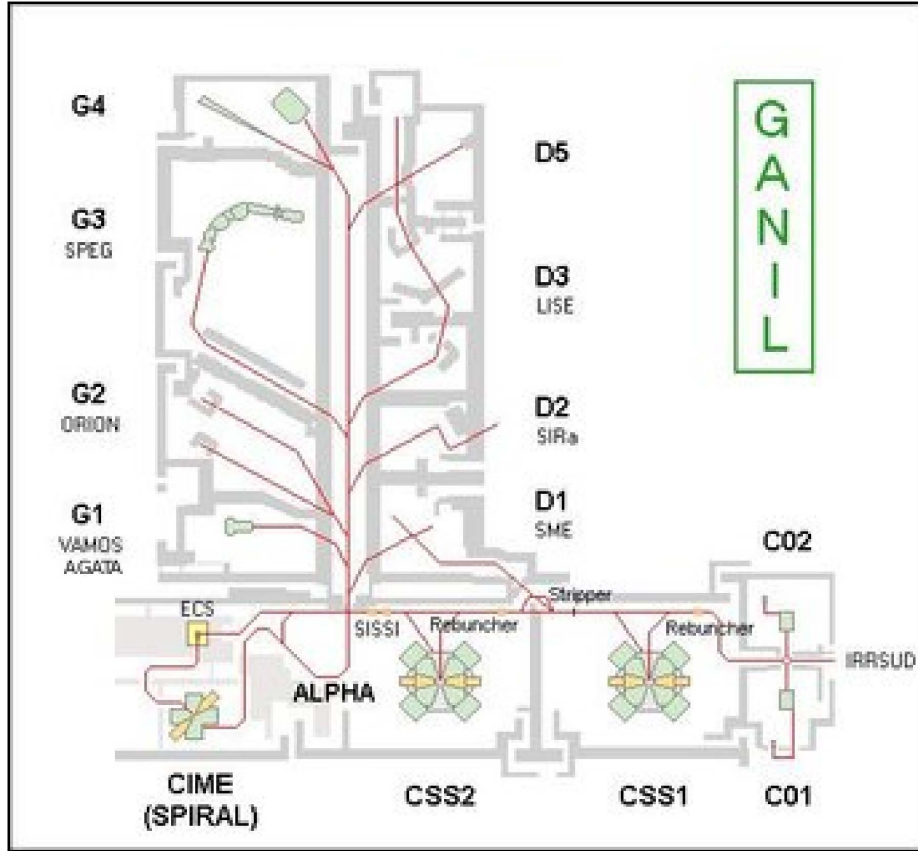 G4
D5
G3
SPEG
D3
LISE
G2
ORION
D2
SIRa
G1
VAMOS
AGATA
D1
SME
C02
ECS
SISSI
Rebuncher
Stripper
Rebuncher
IRRSUD
ALPHA
CIME
(SPIRAL)
CSS2
CSS1
C01
G
A
N
I
L